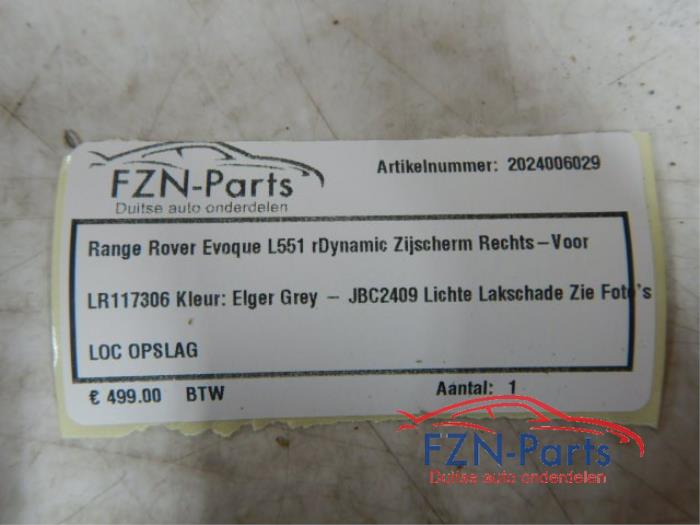 FZN-Parts
Duitse auto onderdelen
Artikelnummer: 2024006029
Range Rover Evoque L551 rDynamic Zijscherm Rechts-Voor
LR117306 Kleur: Elger Grey - JBC2409 Lichte Lakschade Zie Foto's
LOC OPSLAG
€ 499.00 BTW
Aantal: 1
FZN-Parts
Duitse auto onderdelen